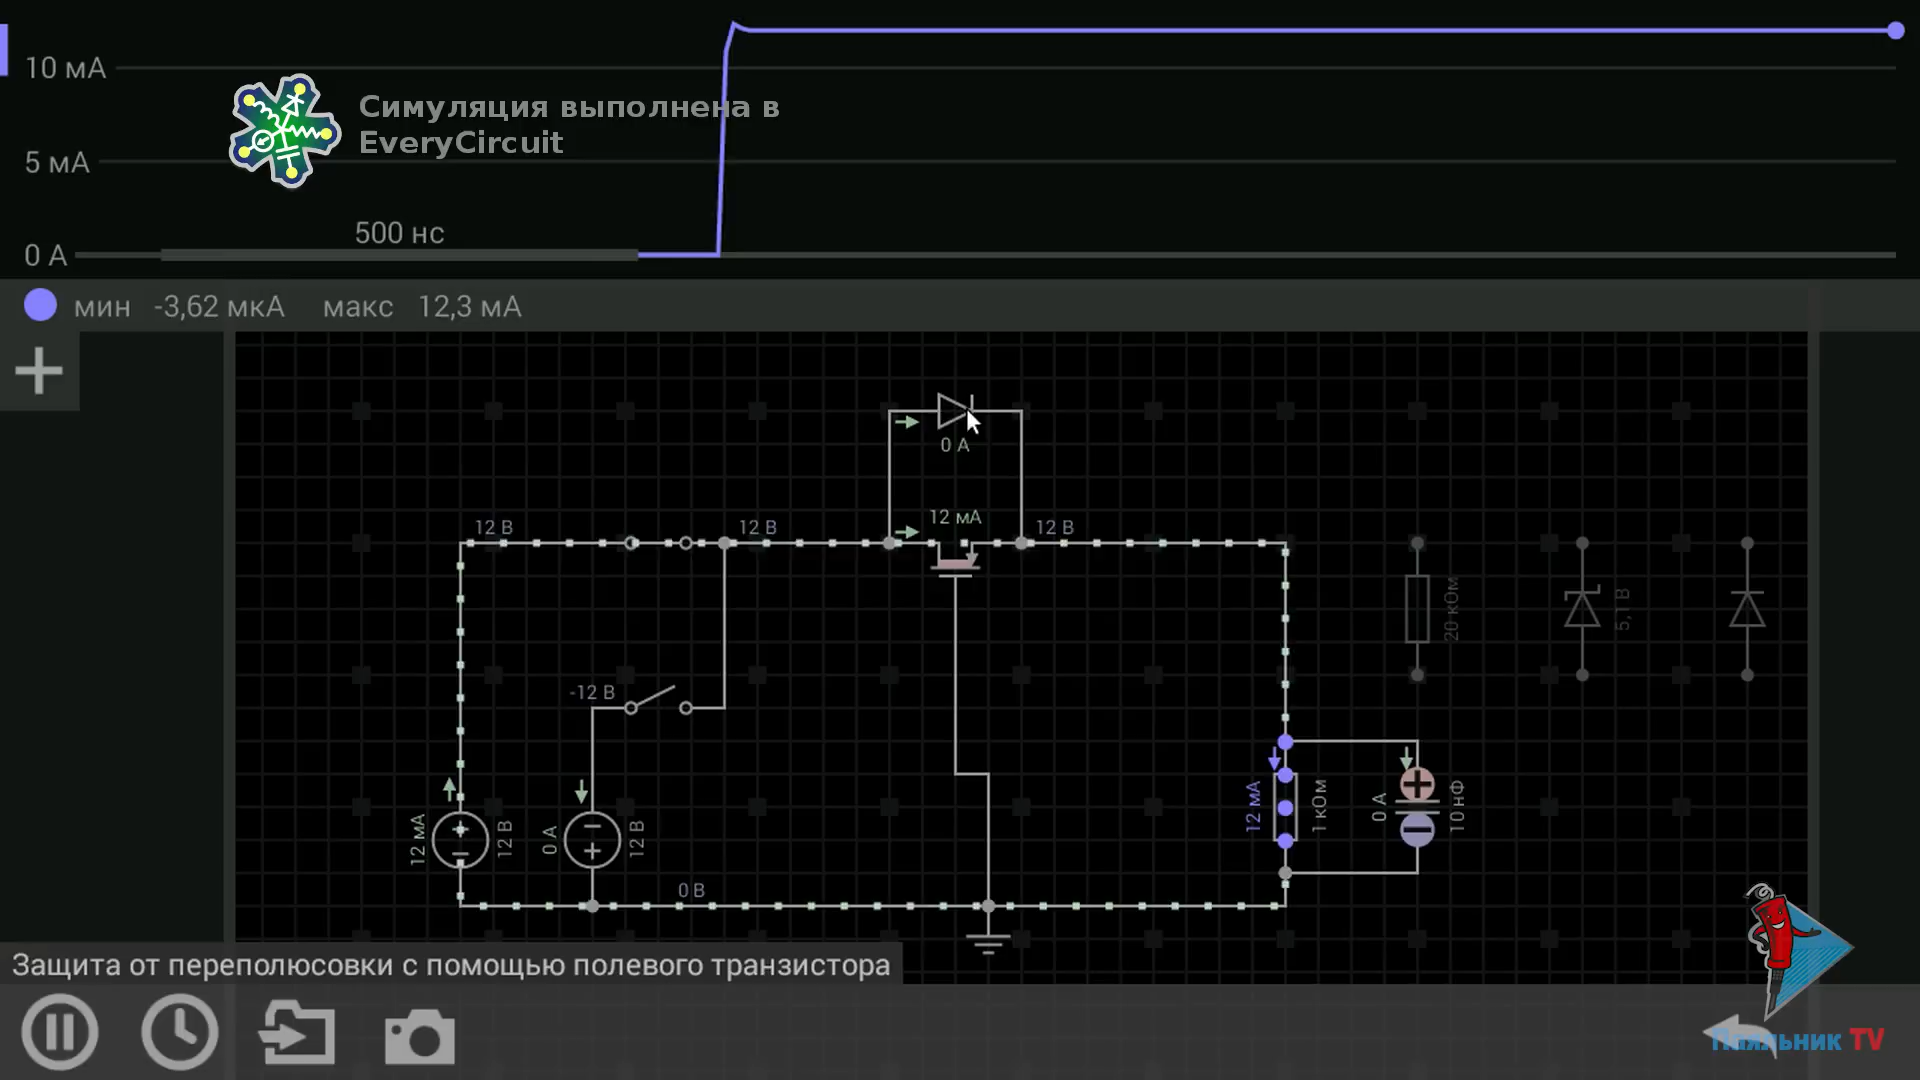 10 мА
Симуляция выполнена в
EveryCircuit
5 мА
500 нс
0 А
мин -3,62 мкА макс 12,3 мА
0 А
12 В
12 В
12 мА
12 В
20 кОм
5,1 В
-12 В
12 мА
12 В
0 А
12 В
12 мА
1 кОм
0 А
10 нФ
0 В
Защита от переполюсовки с помощью полевого транзистора
Паяльник TV